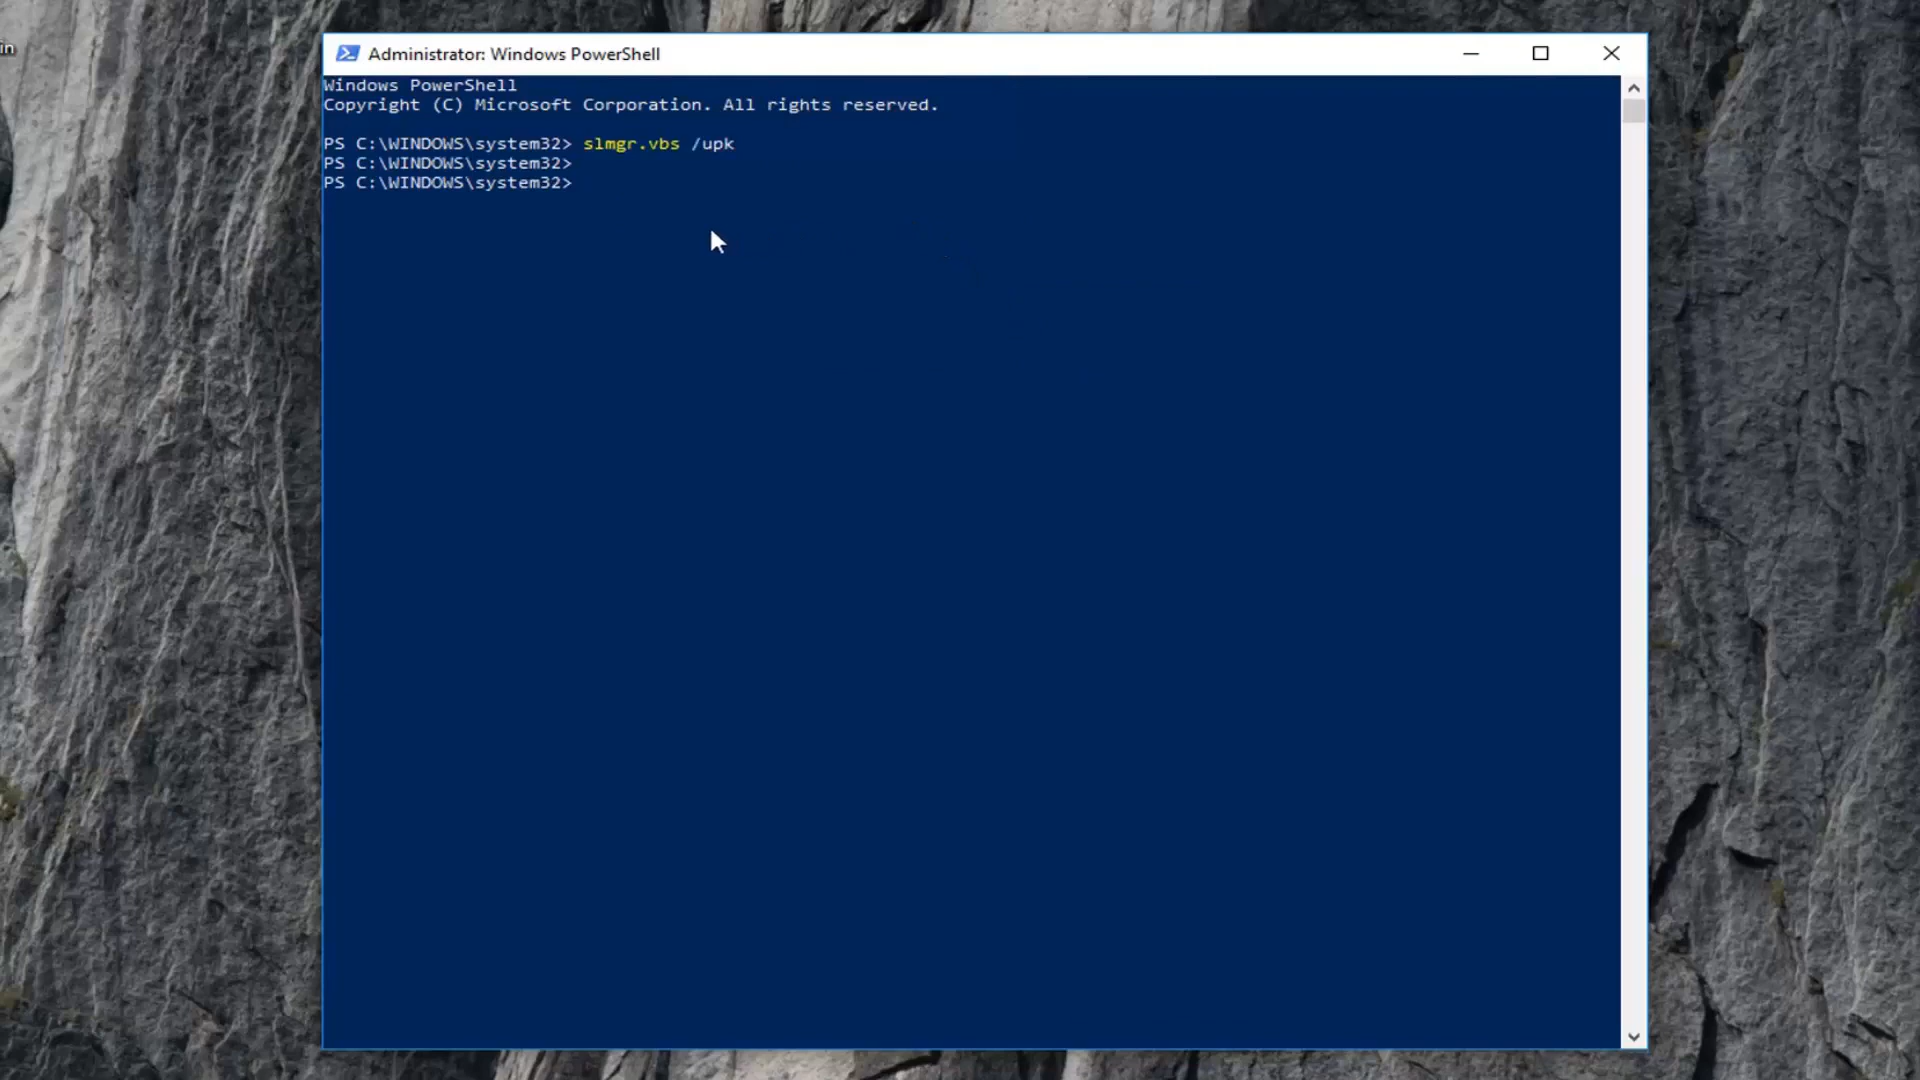 in
Administrator: Windows PowerShell
Windows PowerShell
Copyright (C) Microsoft Corporation. All rights reserved.
PS C:\WINDOWS\system32> slmgr.vbs /upk
PS C:\WINDOWS\system32>
PS C:\WINDOWS\system32>